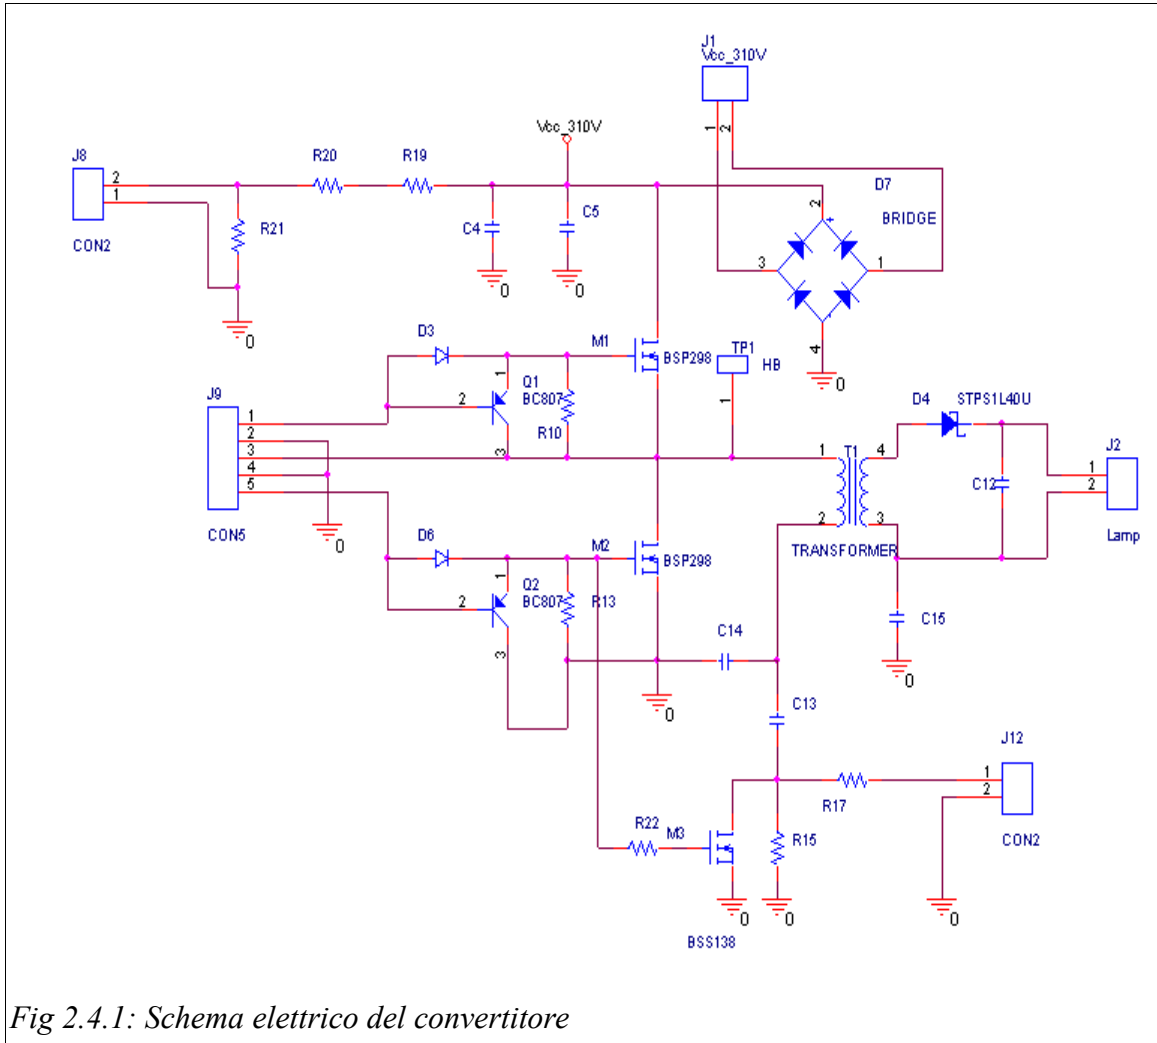 J1
Vcc_310V
1
2
Vcc_310V
J8
R20
R19
D7
2
1
2
BRIDGE
+
R21
C4
C5
CON2
3
1
-
0
0
0
4
0
D3
M1
TP1
BSP298
HB
1
Q1
BC807
J9
2
1
D4
STPS1L40U
1
2
3
4
5
R10
3
1
T1
4
J2
1
2
C12
2
3
CON5
0
D6
M2
TRANSFORMER
Lamp
BSP298
1
Q2
BC807
R13
2
C15
C14
3
0
0
C13
J12
1
2
R17
R22
M3
R15
CON2
0
0
0
BSS138
Fig 2.4.1: Schema elettrico del convertitore